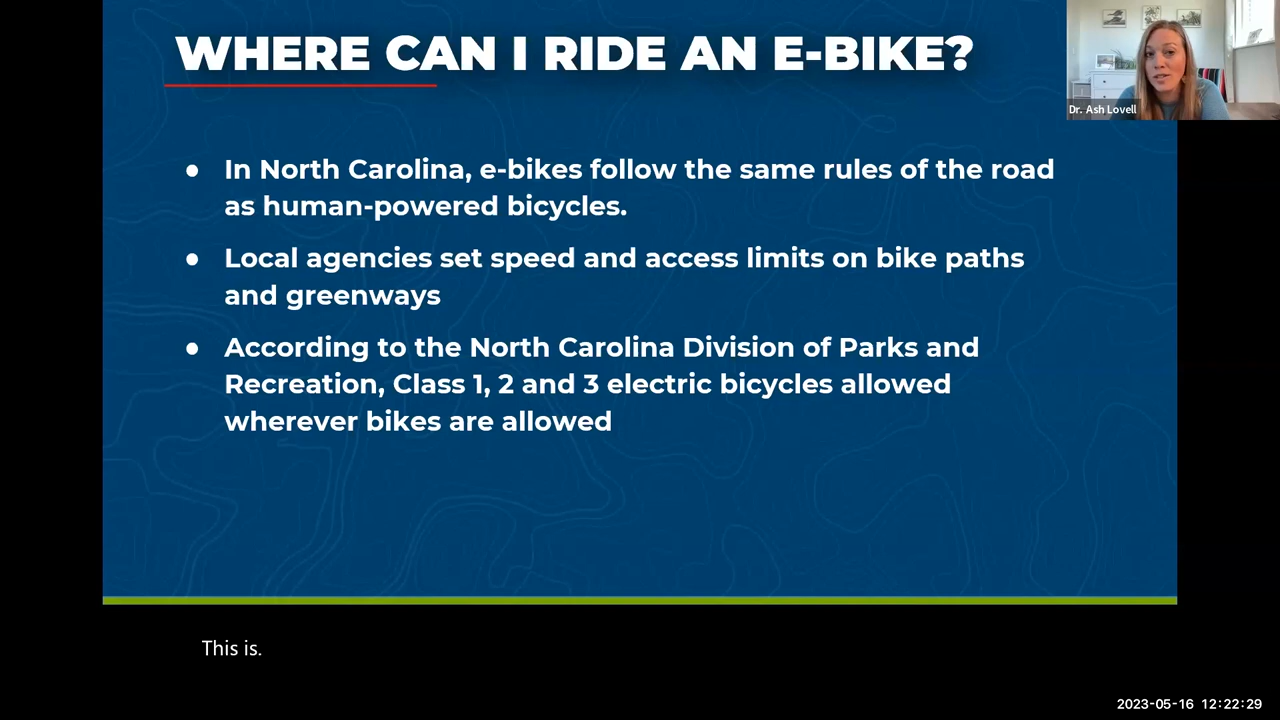 WHERE CAN I RIDE AN E-BIKE?
Dr. Ash Lovell
● In North Carolina, e-bikes follow the same rules of the road
as human-powered bicycles.
● Local agencies set speed and access limits on bike paths
and greenways
● According to the North Carolina Division of Parks and
Recreation, Class 1, 2 and 3 electric bicycles allowed
wherever bikes are allowed
This is.
2023-05-16 12:22:29